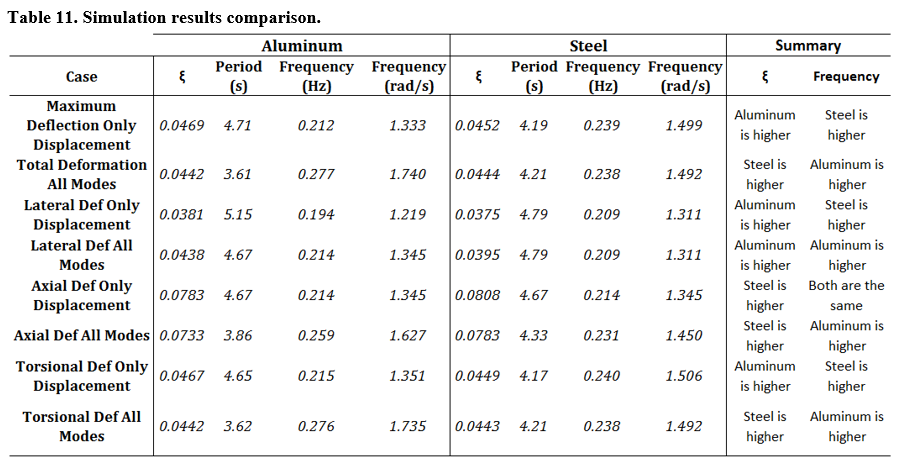 Table 11. Simulation results comparison.
Aluminum Steel Summary
Case ξ Period (s) Frequency (Hz) Frequency (rad/s) ξ Period (s) Frequency (Hz) Frequency (rad/s) ξ Frequency
Maximum Deflection Only Displacement 0.0469 4.71 0.212 1.333 0.0452 4.19 0.239 1.499 Aluminum is higher Steel is higher
Total Deformation All Modes 0.0442 3.61 0.277 1.740 0.0444 4.21 0.238 1.492 Steel is higher Aluminum is higher
Lateral Def Only Displacement 0.0381 5.15 0.194 1.219 0.0375 4.79 0.209 1.311 Aluminum is higher Steel is higher
Lateral Def All Modes 0.0438 4.67 0.214 1.345 0.0395 4.79 0.209 1.311 Aluminum is higher Aluminum is higher
Axial Def Only Displacement 0.0783 4.67 0.214 1.345 0.0808 4.67 0.214 1.345 Steel is higher Both are the same
Axial Def All Modes 0.0733 3.86 0.259 1.627 0.0783 4.33 0.231 1.450 Steel is higher Aluminum is higher
Torsional Def Only Displacement 0.0467 4.65 0.215 1.351 0.0449 4.17 0.240 1.506 Aluminum is higher Steel is higher
Torsional Def All Modes 0.0442 3.62 0.276 1.735 0.0443 4.21 0.238 1.492 Steel is higher Aluminum is higher